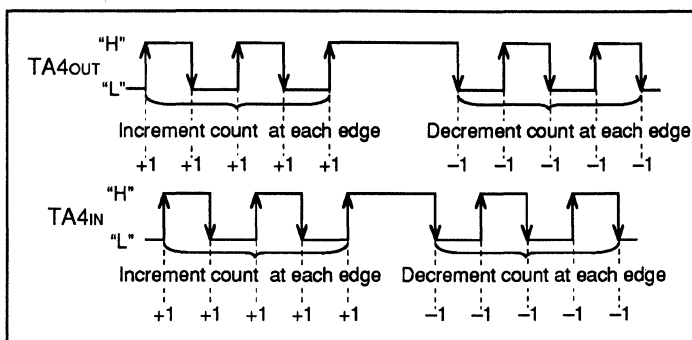 “H”
TA4OUT
“L”
Increment count at each edge Decrement count at each edge
+1 +1 +1 +1 +1 −1 −1 −1 −1 −1
“H”
TA4IN
“L”
Increment count at each edge Decrement count at each edge
+1 +1 +1 +1 +1 −1 −1 −1 −1 −1